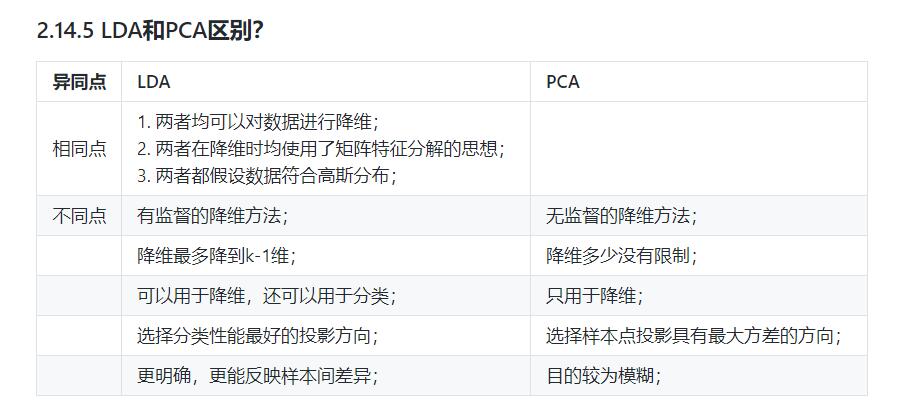 2.14.5 LDA和PCA区别？
异同点 LDA PCA
1. 两者均可以对数据进行降维；
相同点 2. 两者在降维时均使用了矩阵特征分解的思想；
3. 两者都假设数据符合高斯分布；
不同点 有监督的降维方法； 无监督的降维方法；
降维最多降到k-1维； 降维多少没有限制；
可以用于降维，还可以用于分类； 只用于降维；
选择分类性能最好的投影方向； 选择样本点投影具有最大方差的方向；
更明确，更能反映样本间差异； 目的较为模糊；